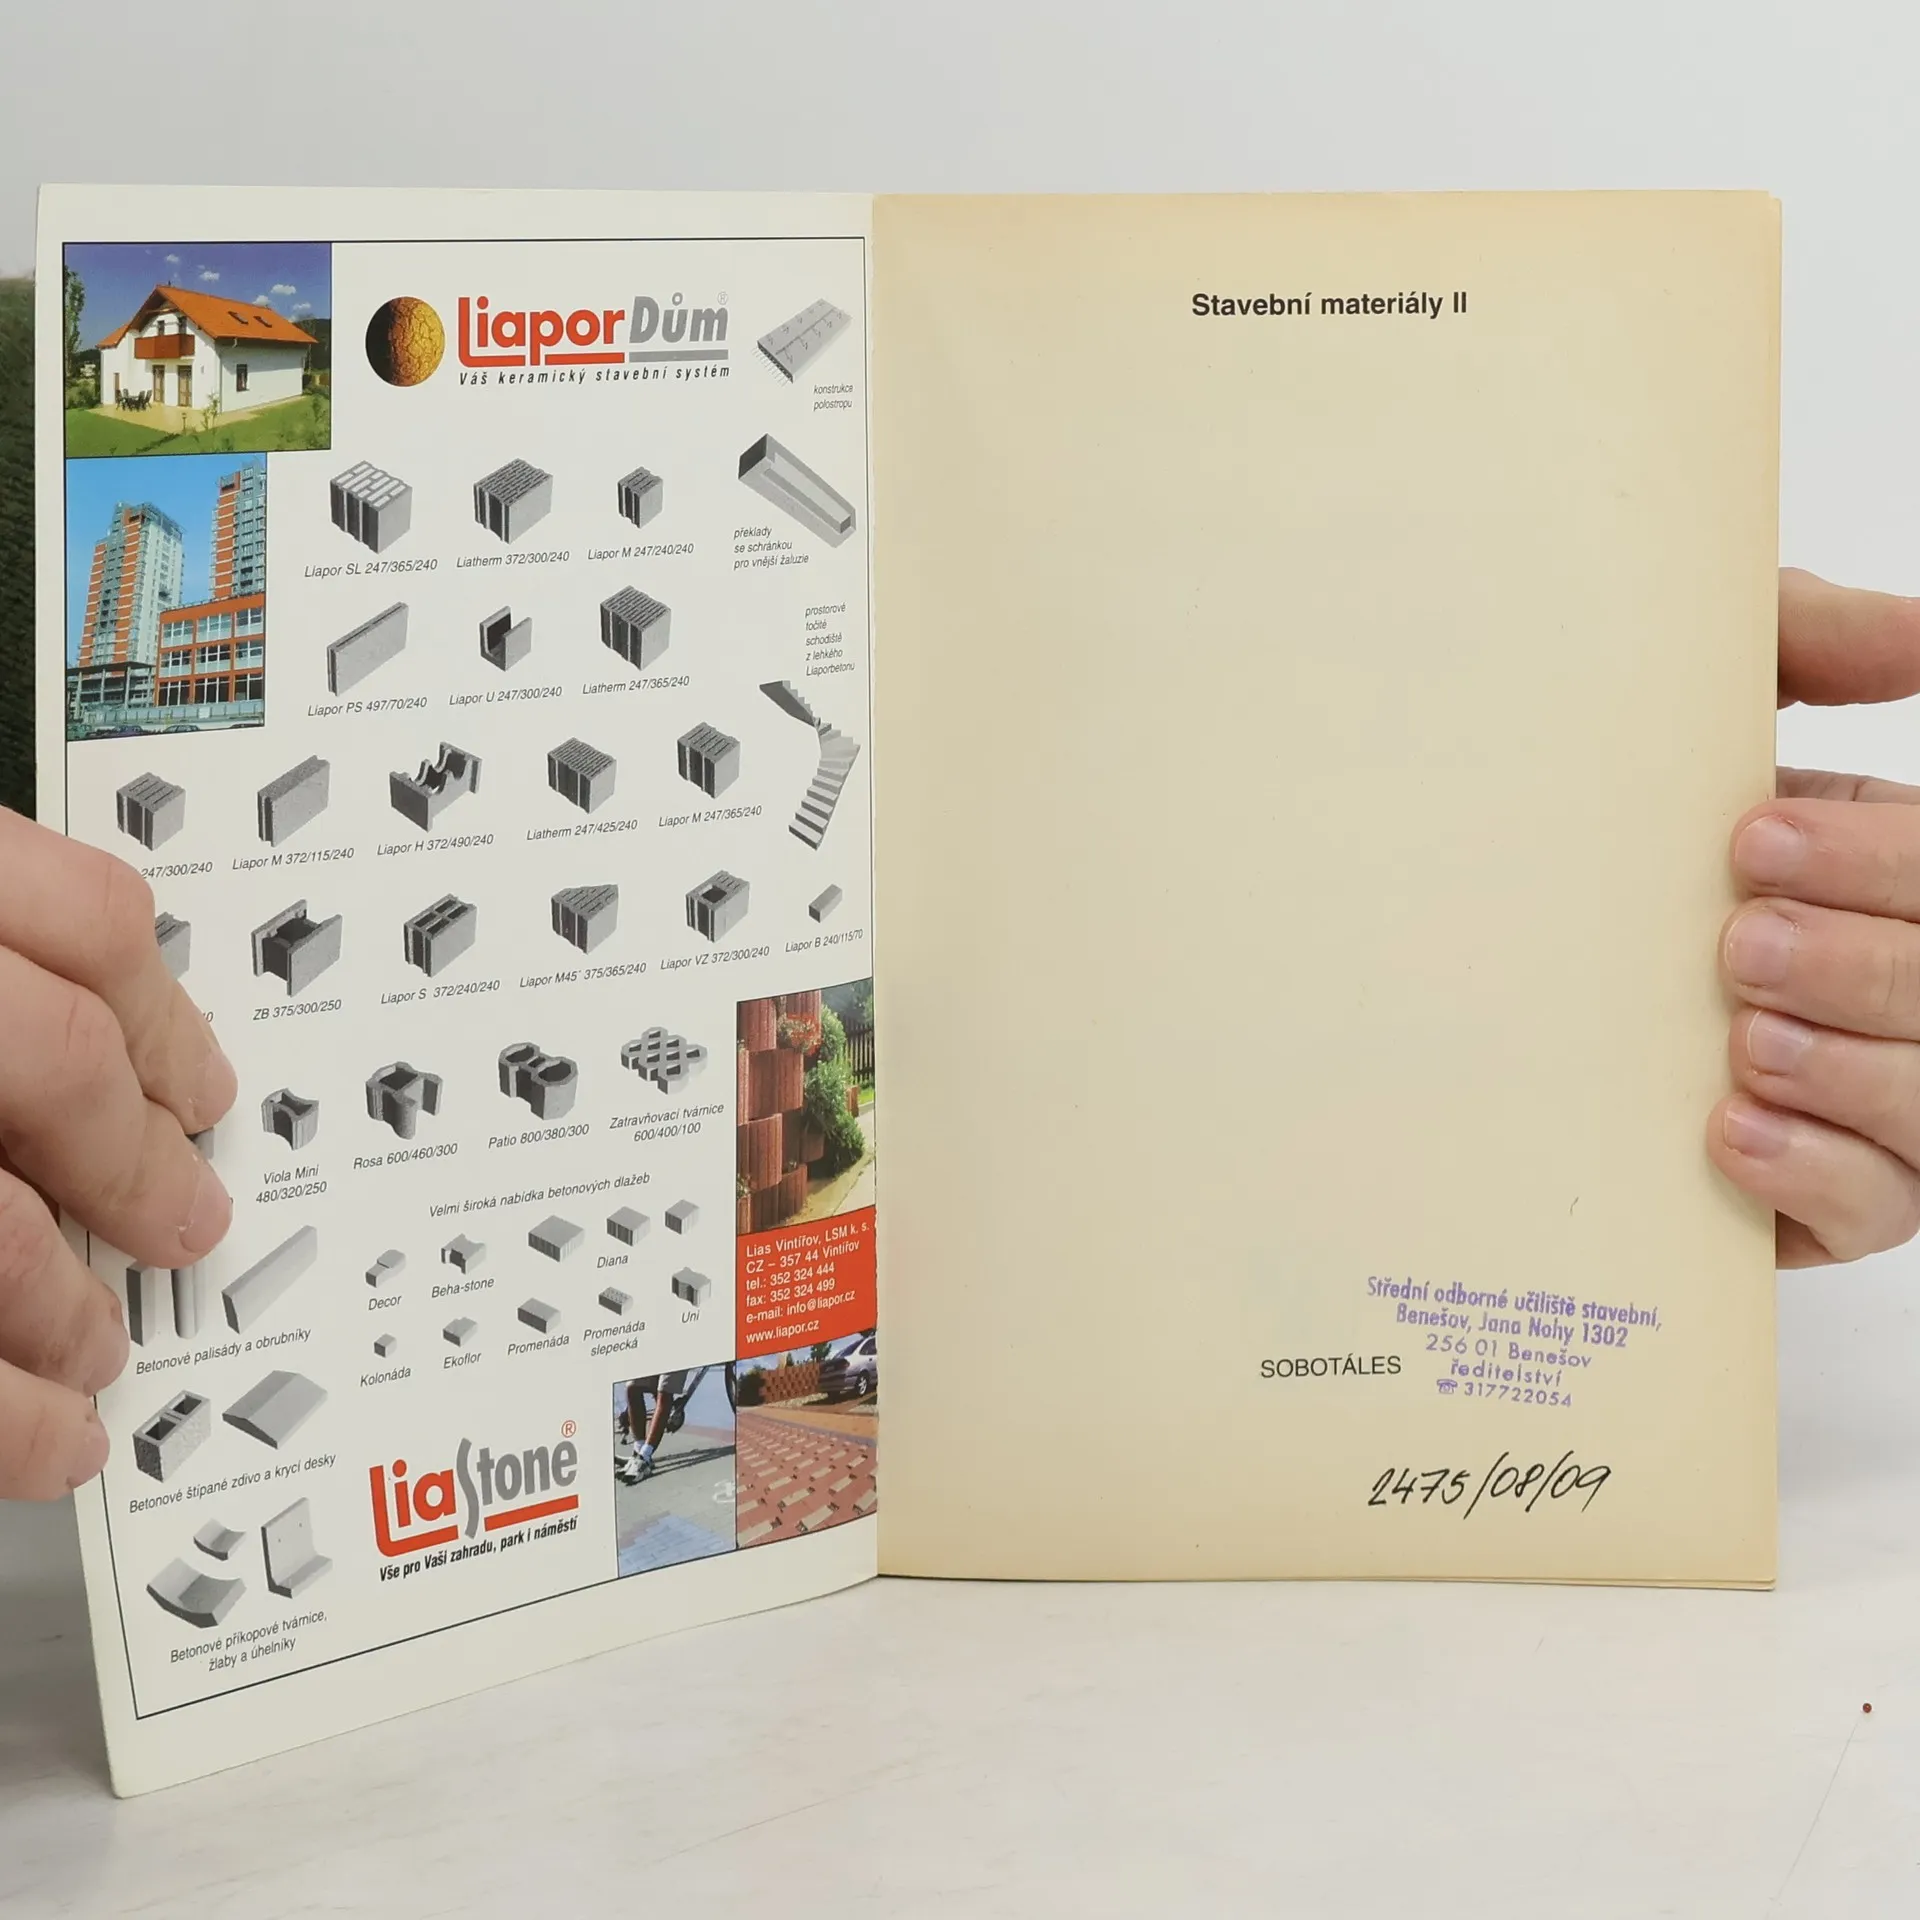 Liapor Dům®
Váš keramický stavební systém
konstrukce
polostropu
Liapor SL 247/365/240
Liatherm 372/300/240
Liapor M 247/240/240
překlady
se schránkou
pro vnější žaluzie
Liapor PS 497/70/240
Liapor U 247/300/240
Liatherm 247/365/240
prostorové
točité
schodiště
z lehkého
Liaporbetonu
247/300/240
Liapor M 372/115/240
Liapor H 372/490/240
Liatherm 247/425/240
Liapor M 247/365/240
ZB 375/300/250
Liapor S 372/240/240
Liapor M45° 375/365/240
Liapor VZ 372/300/240
Liapor B 240/115/70
Viola Mini
480/320/250
Rosa 600/460/300
Patio 800/380/300
Zatravňovací tvárnice
600/400/100
Velmi široká nabídka betonových dlažeb
Decor
Beha-stone
Diana
Kolonáda
Ekoflor
Promenáda
Promenáda
slepecká
Uni
Betonové palisády a obrubníky
Betonové štípané zdivo a krycí desky
Betonové příkopové tvárnice,
žlaby a úhelníky
Lias Vintířov, LSM k. s.
CZ – 357 44 Vintířov
tel.: 352 324 444
fax: 352 324 499
e-mail: info@liapor.cz
www.liapor.cz
LiaStone®
Vše pro Vaši zahradu, park i náměstí
Stavební materiály II
SOBOTÁLES
Střední odborné učiliště stavební,
Benešov, Jana Nohy 1302
256 01 Benešov
ředitelství
☎ 317722054
2475/08/09